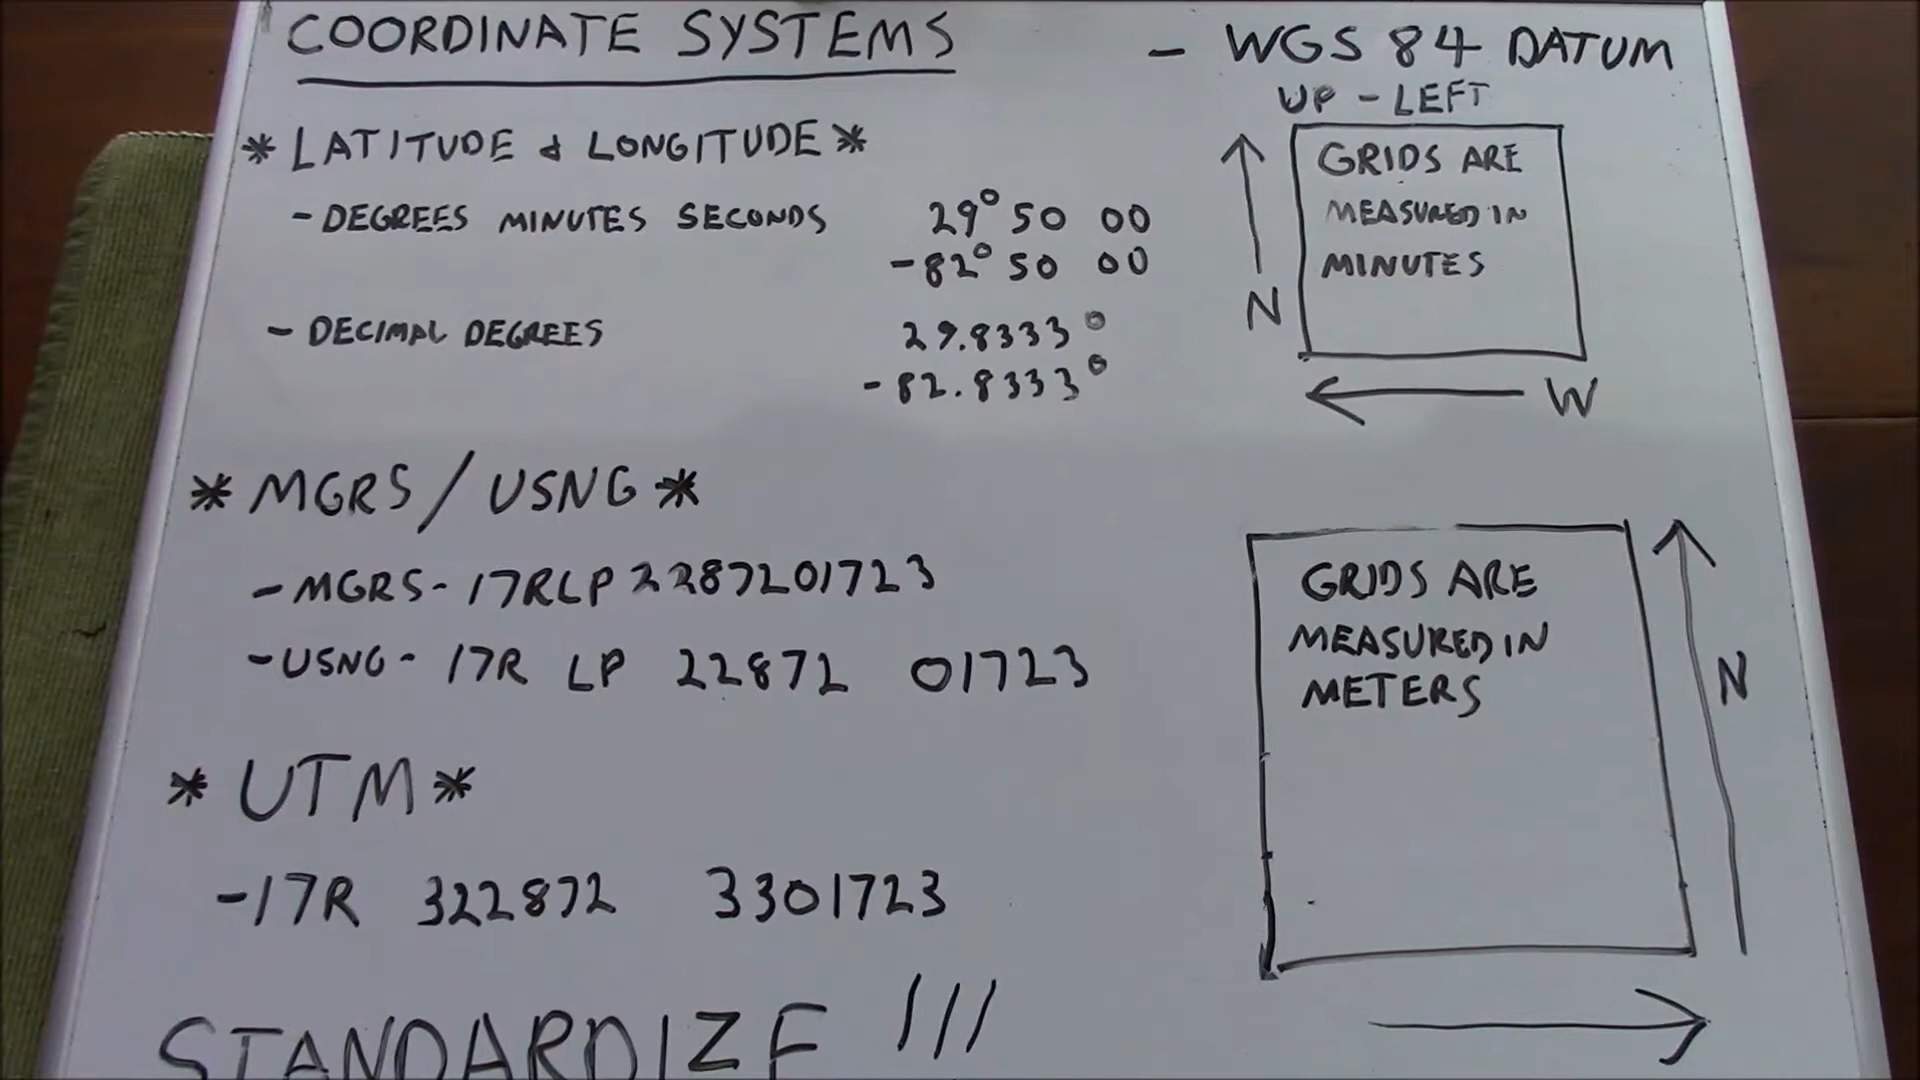 COORDINATE SYSTEMS
- WGS 84 DATUM
UP - LEFT
* LATITUDE & LONGITUDE *
- DEGREES MINUTES SECONDS 29° 50 00
-82° 50 00
- DECIMAL DEGREES 29.8333°
-82.8333°
GRIDS ARE
MEASURED IN
MINUTES
N
W
* MGRS / USNG *
- MGRS - 17RLP 2287201723
- USNG - 17R LP 22872 01723
GRIDS ARE
MEASURED IN
METERS
N
* UTM *
- 17R 322872 3301723
STANDARDIZE !!!